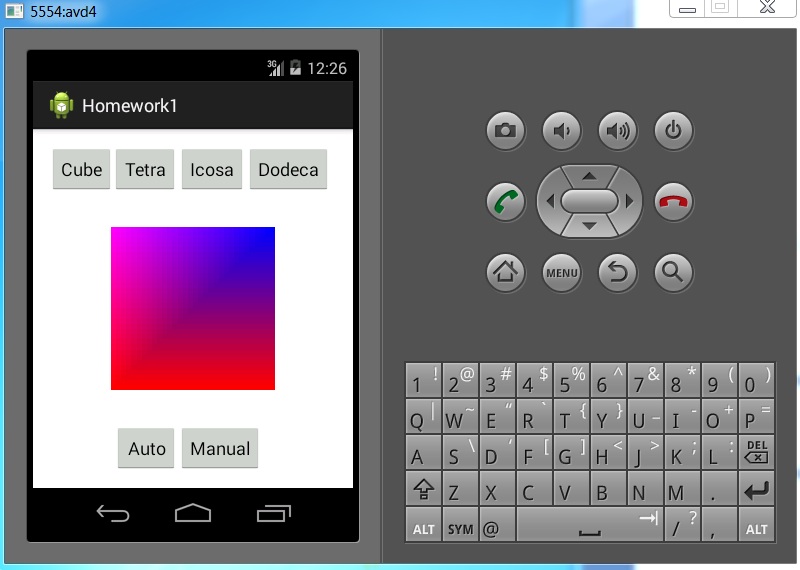 5554:avd4
3G 12:26
Homework1
Cube Tetra Icosa Dodeca
Auto Manual
MENU
1 ! 2 @ 3 # 4 $ 5 % 6 ^ 7 & 8 * 9 ( 0 )
Q | W ~ E “ R ` T { Y } U _ I - O + P =
A S \ D ‘ F [ G ] H < J > K ; L : DEL
Z X C V B N M .
ALT SYM @ / ? , ALT